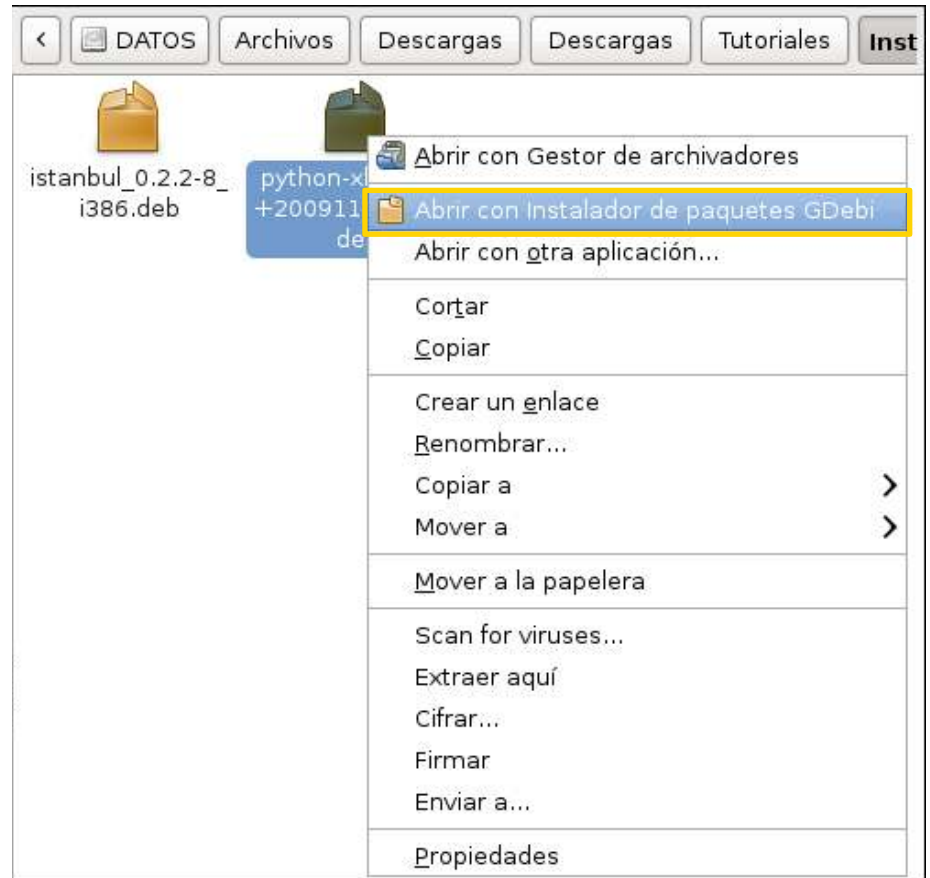 DATOS Archivos Descargas Descargas Tutoriales Inst
istanbul_0.2.2-8_
i386.deb
python-x
+200911
de
Abrir con Gestor de archivadores
Abrir con Instalador de paquetes GDebi
Abrir con otra aplicación...
Cortar
Copiar
Crear un enlace
Renombrar...
Copiar a
Mover a
Mover a la papelera
Scan for viruses...
Extraer aquí
Cifrar...
Firmar
Enviar a...
Propiedades